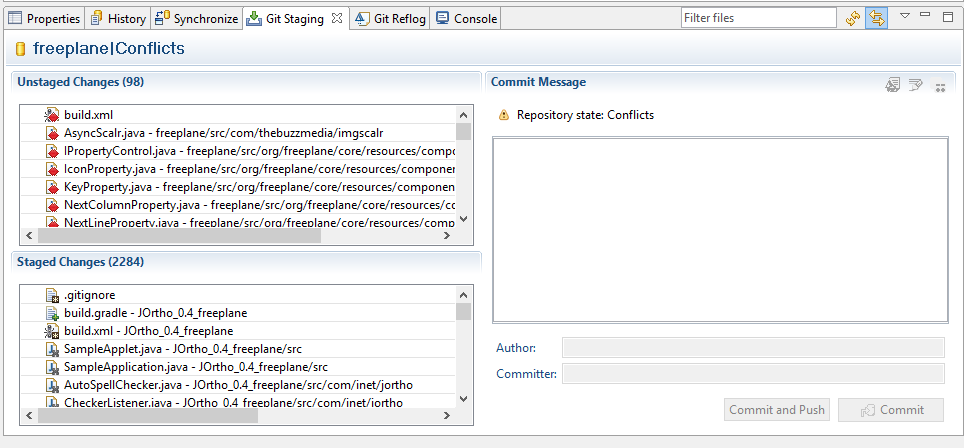 Properties History Synchronize Git Staging Git Reflog Console Filter files
freeplane|Conflicts
Unstaged Changes (98)
build.xml
AsyncScalr.java - freeplane/src/com/thebuzzmedia/imgscalr
IPropertyControl.java - freeplane/src/org/freeplane/core/resources/compo
IconProperty.java - freeplane/src/org/freeplane/core/resources/componen
KeyProperty.java - freeplane/src/org/freeplane/core/resources/componen
NextColumnProperty.java - freeplane/src/org/freeplane/core/resources/co
NextLineProperty.java - freeplane/src/org/freeplane/core/resources/comp
Staged Changes (2284)
.gitignore
build.gradle - JOrtho_0.4_freeplane
build.xml - JOrtho_0.4_freeplane
SampleApplet.java - JOrtho_0.4_freeplane/src
SampleApplication.java - JOrtho_0.4_freeplane/src
AutoSpellChecker.java - JOrtho_0.4_freeplane/src/com/inet/jortho
CheckerListener.java - JOrtho_0.4_freeplane/src/com/inet/jortho
Commit Message
Repository state: Conflicts
Author:
Committer:
Commit and Push Commit